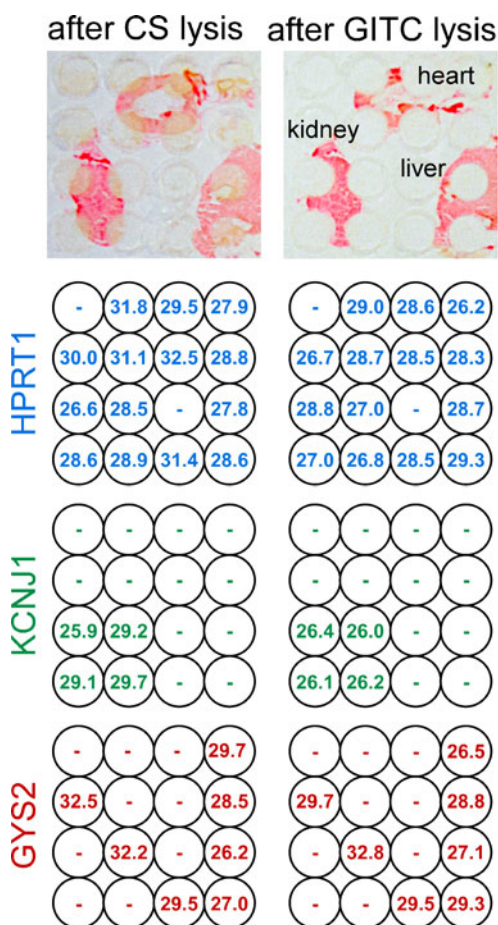 after CS lysis after GITC lysis
heart
kidney
liver
HPRT1
- 31.8 29.5 27.9 - 29.0 28.6 26.2
30.0 31.1 32.5 28.8 26.7 28.7 28.5 28.3
26.6 28.5 - 27.8 28.8 27.0 - 28.7
28.6 28.9 31.4 28.6 27.0 26.8 28.5 29.3
KCNJ1
- - - - - - - -
- - - - - - - -
25.9 29.2 - - 26.4 26.0 - -
29.1 29.7 - - 26.1 26.2 - -
GYS2
- - - 29.7 - - - 26.5
32.5 - - 28.5 29.7 - - 28.8
- 32.2 - 26.2 - 32.8 - 27.1
- - 29.5 27.0 - - 29.5 29.3